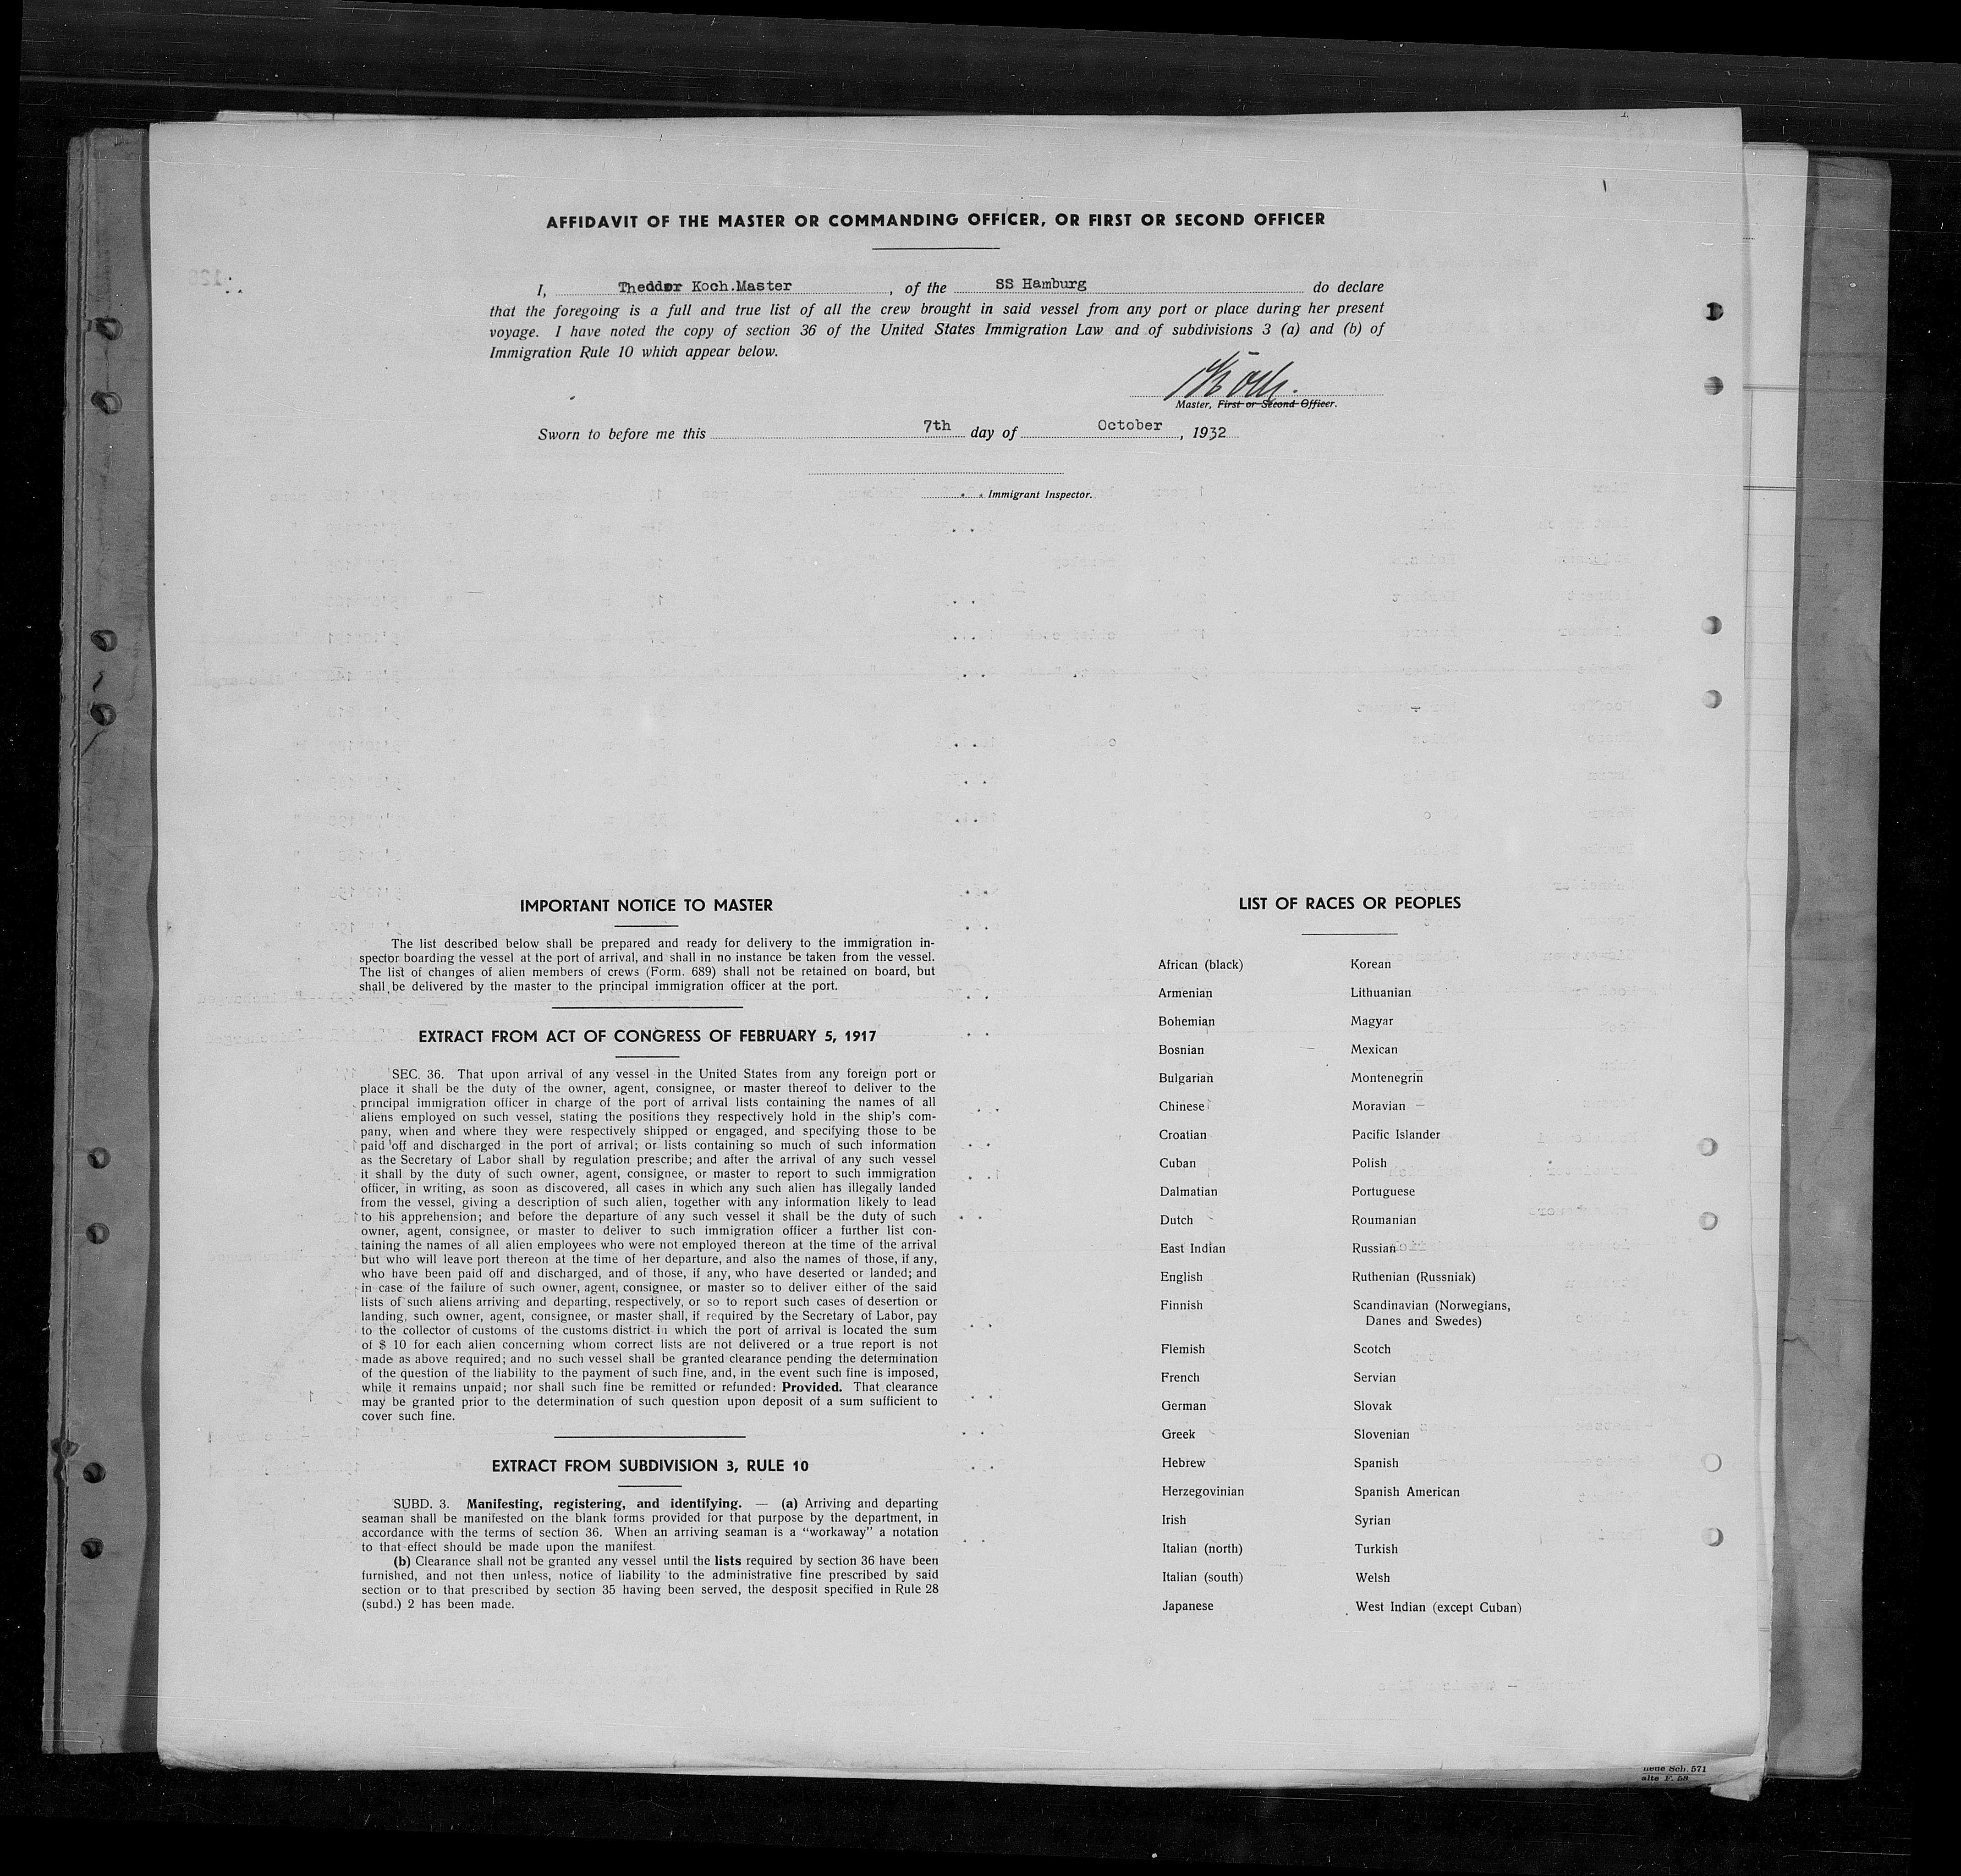 AFFIDAVIT OF THE MASTER OR COMMANDING OFFICER, OR FIRST OR SECOND OFFICER
I, Theodor Koch.Master , of the SS Hamburg do declare
that the foregoing is a full and true list of all the crew brought in said vessel from any port or place during her present
voyage. I have noted the copy of section 36 of the United States Immigration Law and of subdivisions 3 (a) and (b) of
Immigration Rule 10 which appear below.
Koch.
Master, First or Second Officer.
Sworn to before me this 7th day of October , 1932
Immigrant Inspector.
IMPORTANT NOTICE TO MASTER
The list described below shall be prepared and ready for delivery to the immigration in-
spector boarding the vessel at the port of arrival, and shall in no instance be taken from the vessel.
The list of changes of alien members of crews (Form. 689) shall not be retained on board, but
shall be delivered by the master to the principal immigration officer at the port.
EXTRACT FROM ACT OF CONGRESS OF FEBRUARY 5, 1917
SEC. 36. That upon arrival of any vessel in the United States from any foreign port or
place it shall be the duty of the owner, agent, consignee, or master thereof to deliver to the
principal immigration officer in charge of the port of arrival lists containing the names of all
aliens employed on such vessel, stating the positions they respectively hold in the ship's com-
pany, when and where they were respectively shipped or engaged, and specifying those to be
paid off and discharged in the port of arrival; or lists containing so much of such information
as the Secretary of Labor shall by regulation prescribe; and after the arrival of any such vessel
it shall by the duty of such owner, agent, consignee, or master to report to such immigration
officer, in writing, as soon as discovered, all cases in which any such alien has illegally landed
from the vessel, giving a description of such alien, together with any information likely to lead
to his apprehension; and before the departure of any such vessel it shall be the duty of such
owner, agent, consignee, or master to deliver to such immigration officer a further list con-
taining the names of all alien employees who were not employed thereon at the time of the arrival
but who will leave port thereon at the time of her departure, and also the names of those, if any,
who have been paid off and discharged, and of those, if any, who have deserted or landed; and
in case of the failure of such owner, agent, consignee, or master so to deliver either of the said
lists of such aliens arriving and departing, respectively, or so to report such cases of desertion or
landing, such owner, agent, consignee, or master shall, if required by the Secretary of Labor, pay
to the collector of customs of the customs district in which the port of arrival is located the sum
of $ 10 for each alien concerning whom correct lists are not delivered or a true report is not
made as above required; and no such vessel shall be granted clearance pending the determination
of the question of the liability to the payment of such fine, and, in the event such fine is imposed,
while it remains unpaid; nor shall such fine be remitted or refunded: Provided. That clearance
may be granted prior to the determination of such question upon deposit of a sum sufficient to
cover such fine.
EXTRACT FROM SUBDIVISION 3, RULE 10
SUBD. 3. Manifesting, registering, and identifying. — (a) Arriving and departing
seaman shall be manifested on the blank forms provided for that purpose by the department, in
accordance with the terms of section 36. When an arriving seaman is a “workaway” a notation
to that effect should be made upon the manifest.
(b) Clearance shall not be granted any vessel until the lists required by section 36 have been
furnished, and not then unless, notice of liability to the administrative fine prescribed by said
section or to that prescribed by section 35 having been served, the desposit specified in Rule 28
(subd.) 2 has been made.
LIST OF RACES OR PEOPLES
African (black) Korean
Armenian Lithuanian
Bohemian Magyar
Bosnian Mexican
Bulgarian Montenegrin
Chinese Moravian
Croatian Pacific Islander
Cuban Polish
Dalmatian Portuguese
Dutch Roumanian
East Indian Russian
English Ruthenian (Russniak)
Finnish Scandinavian (Norwegians,
Danes and Swedes)
Flemish Scotch
French Servian
German Slovak
Greek Slovenian
Hebrew Spanish
Herzegovinian Spanish American
Irish Syrian
Italian (north) Turkish
Italian (south) Welsh
Japanese West Indian (except Cuban)
neue Sch. 571
alte F. 58